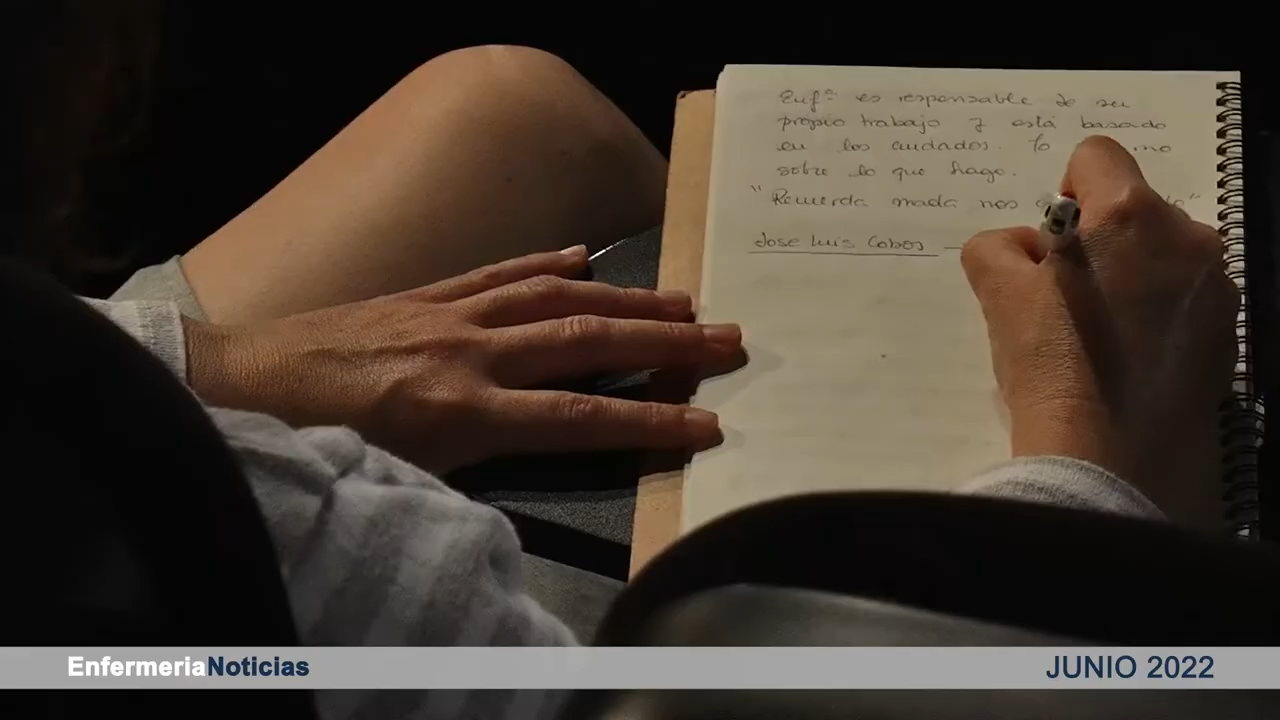 Enfª es responsable de su
propio trabajo y está basado
en los cuidados. Yo mo
sobre lo que hago.
"Recuerda nada nos
Jose Luis Cobos —
EnfermeriaNoticias
JUNIO 2022